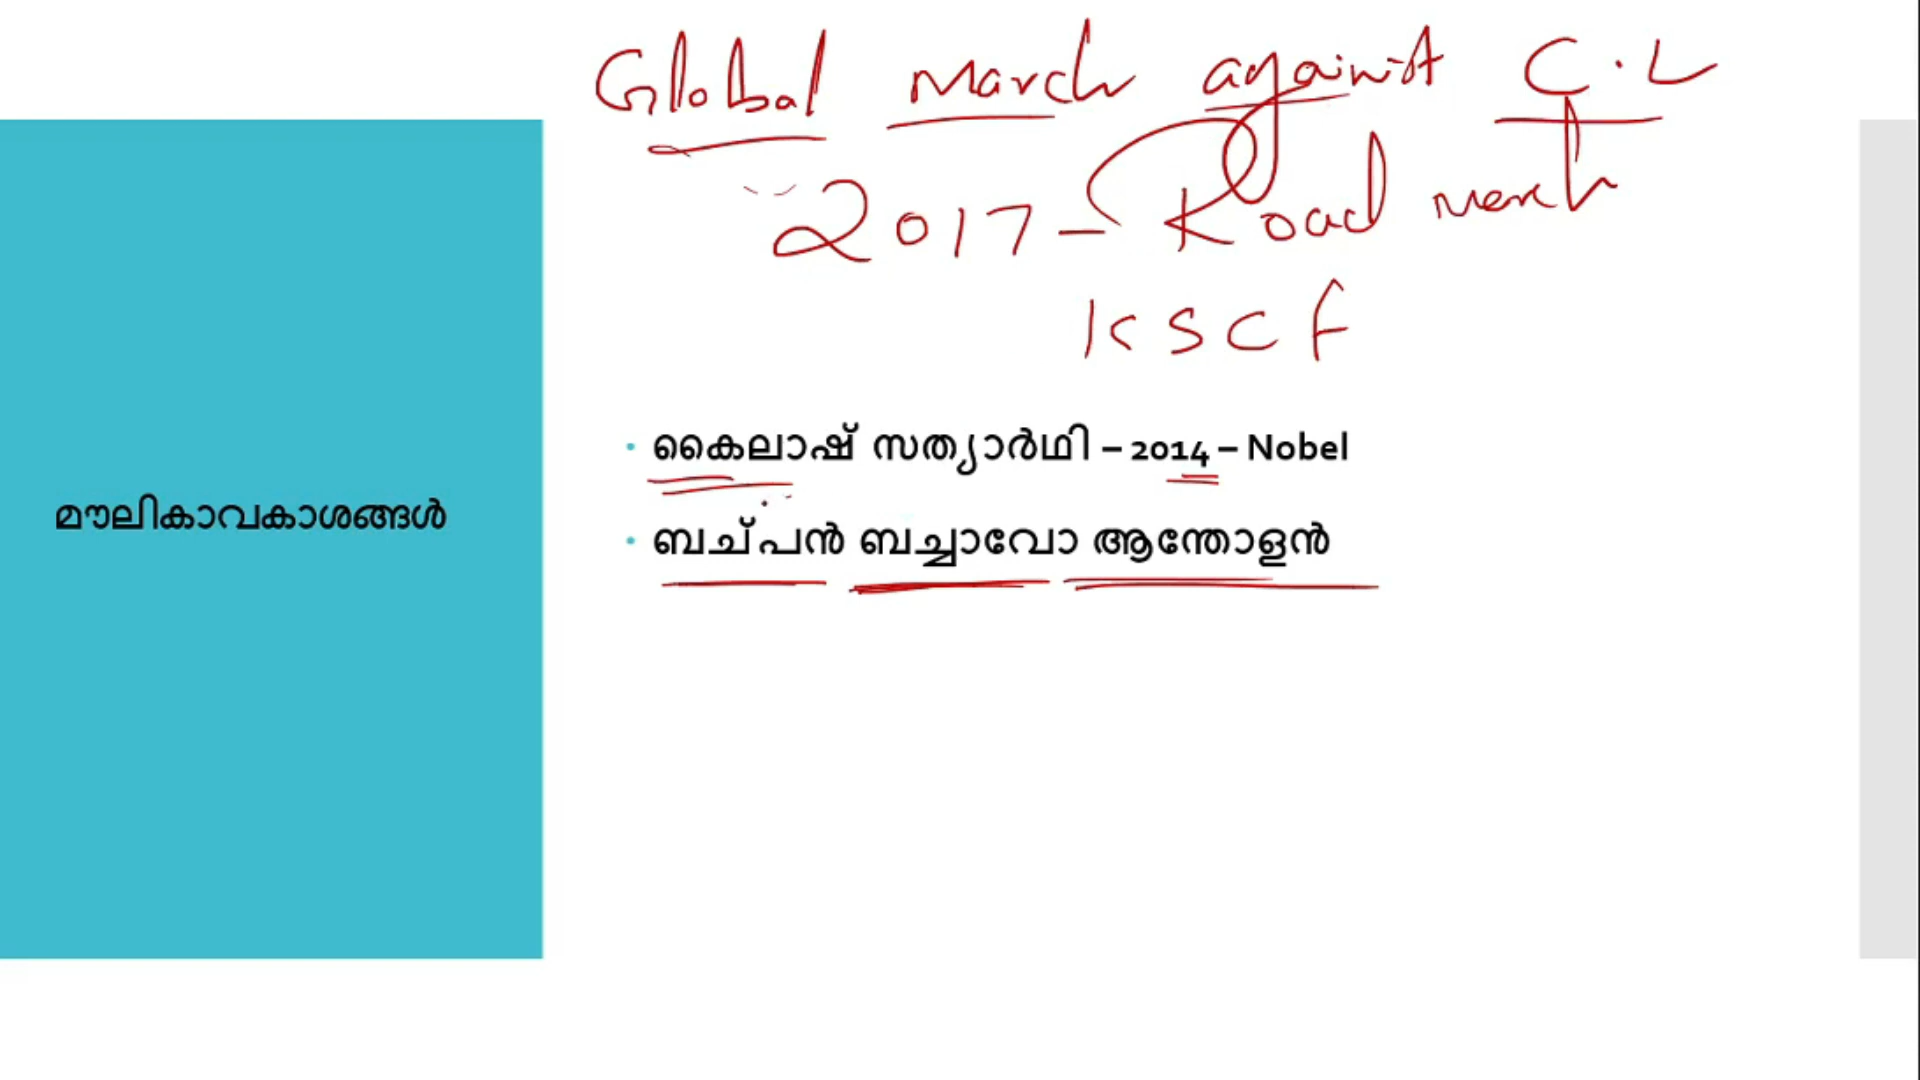 Global march against C.L
2017 - Road march
KSCF
മൗലികാവകാശങ്ങൾ
• കൈലാഷ് സത്യാർഥി – 2014 – Nobel
• ബച്പൻ ബച്ചാവോ ആന്തോളൻ